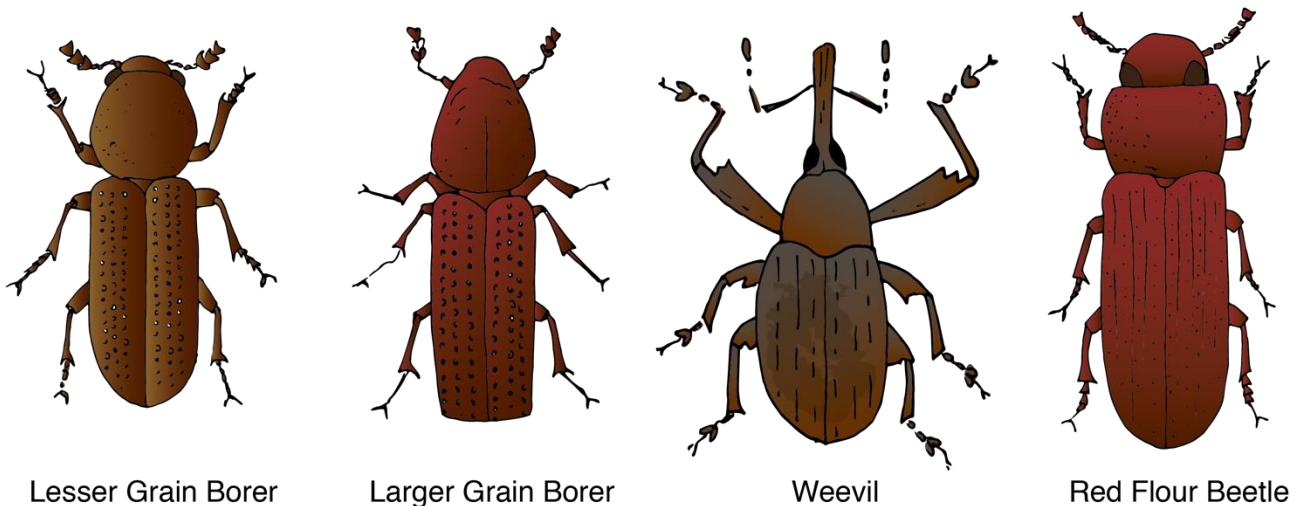 Lesser Grain Borer
Larger Grain Borer
Weevil
Red Flour Beetle